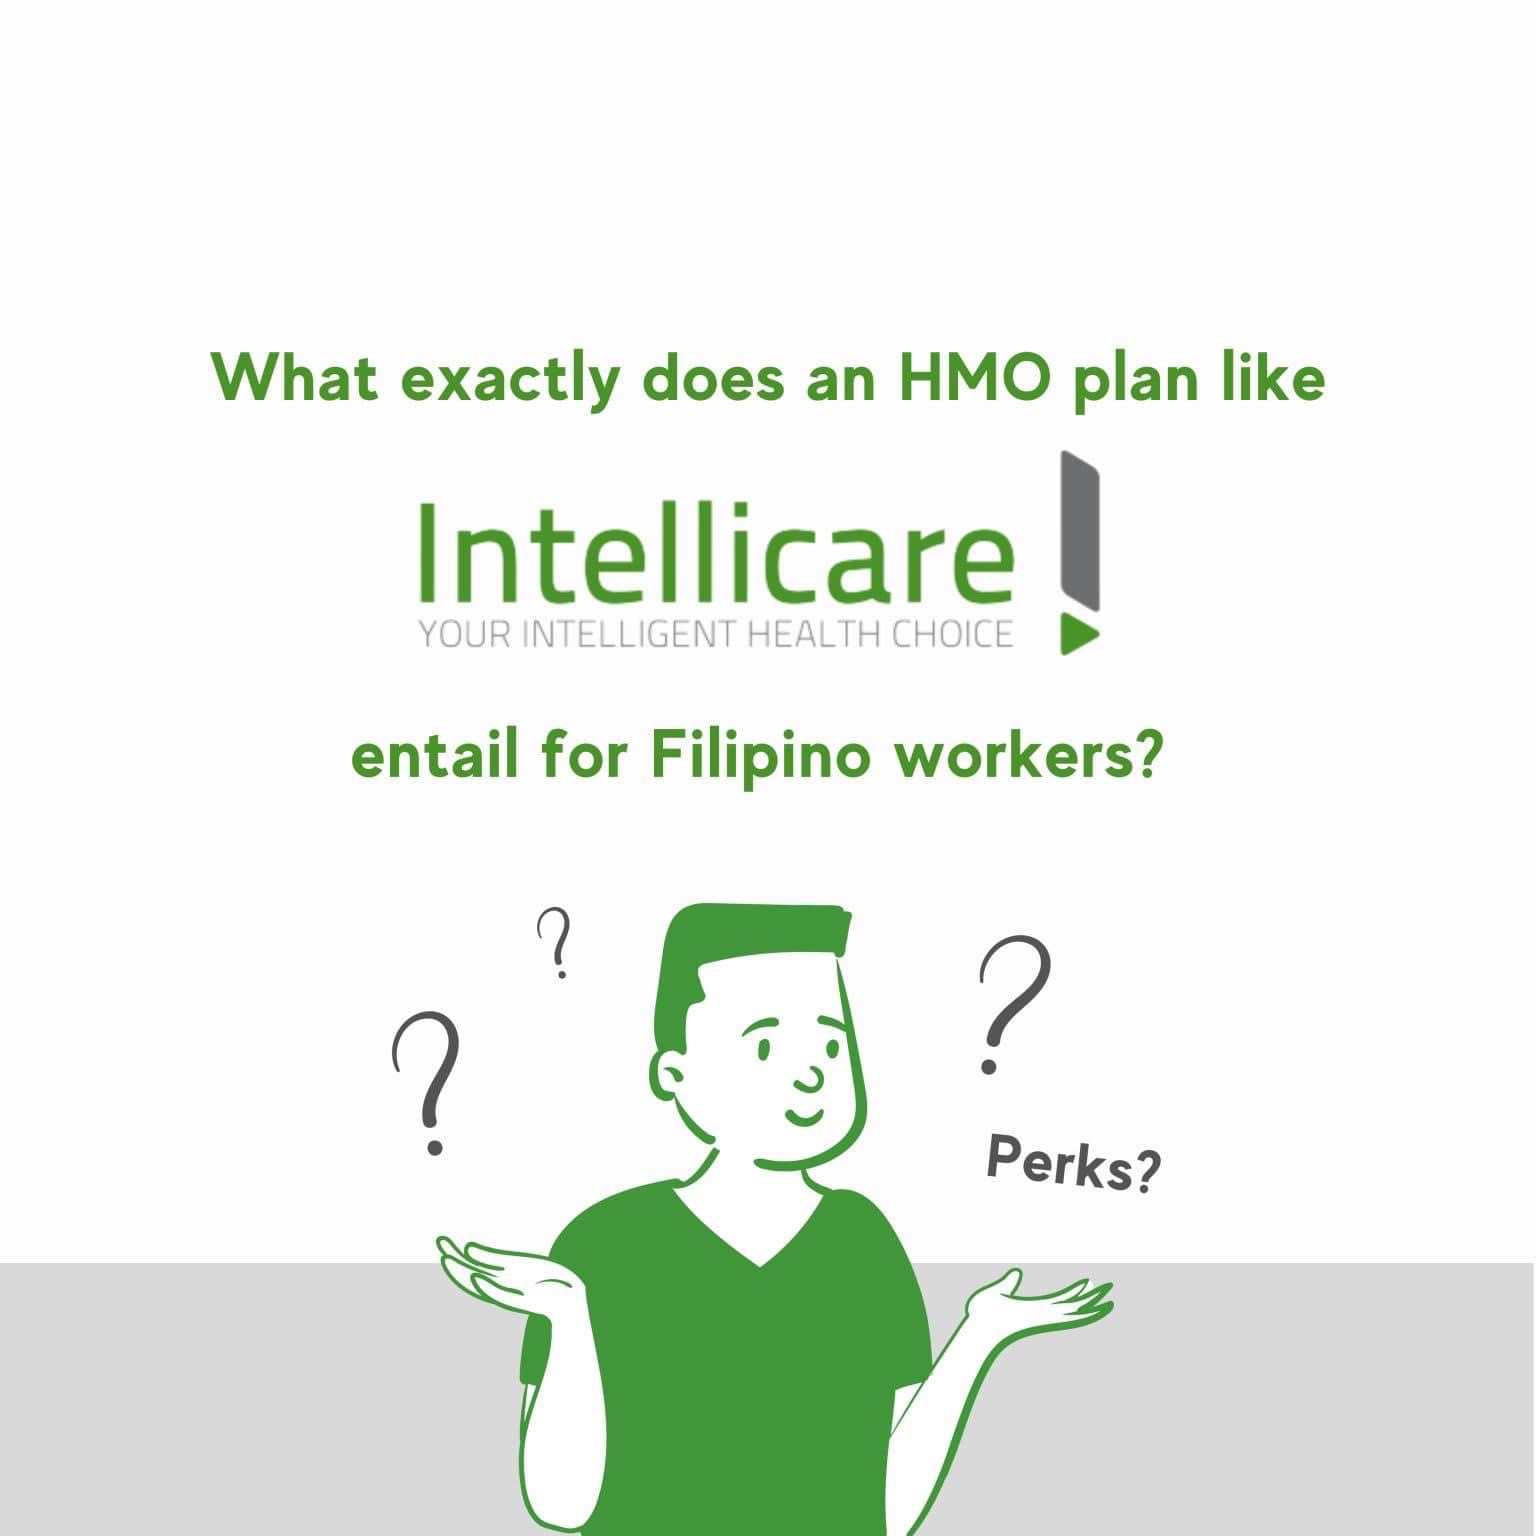 What exactly does an HMO plan like
Intellicare
YOUR INTELLIGENT HEALTH CHOICE
entail for Filipino workers?
?
?
?
Perks?